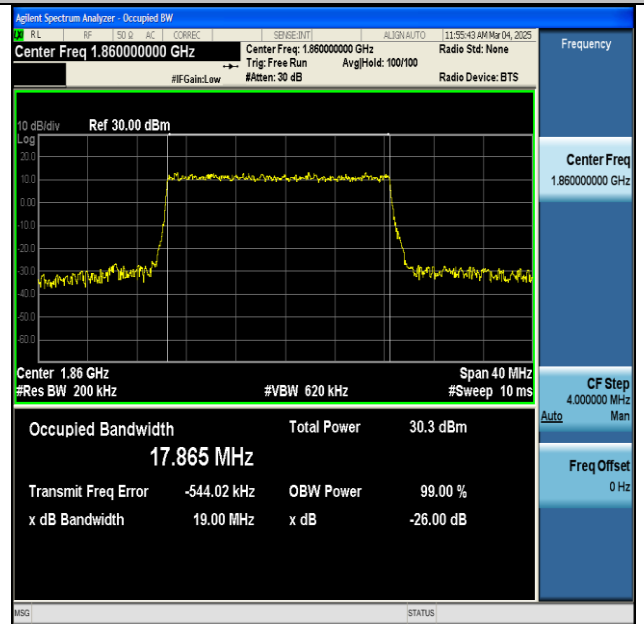 Agilent Spectrum Analyzer - Occupied BW
LXI RL RF 50 Ω AC CORREC SENSE:INT ALIGN AUTO 11:55:43 AM Mar 04, 2025
Center Freq 1.860000000 GHz Center Freq: 1.860000000 GHz Radio Std: None
Trig: Free Run Avg|Hold: 100/100
#IFGain:Low #Atten: 30 dB Radio Device: BTS
Frequency
10 dB/div Ref 30.00 dBm
Log
20.0
10.0
0.00
-10.0
-20.0
-30.0
-40.0
-50.0
-60.0
Center 1.86 GHz Span 40 MHz
#Res BW 200 kHz #VBW 620 kHz #Sweep 10 ms
Occupied Bandwidth Total Power 30.3 dBm
17.865 MHz
Transmit Freq Error -544.02 kHz OBW Power 99.00 %
x dB Bandwidth 19.00 MHz x dB -26.00 dB
Center Freq
1.860000000 GHz
CF Step
4.000000 MHz
Auto Man
Freq Offset
0 Hz
MSG STATUS